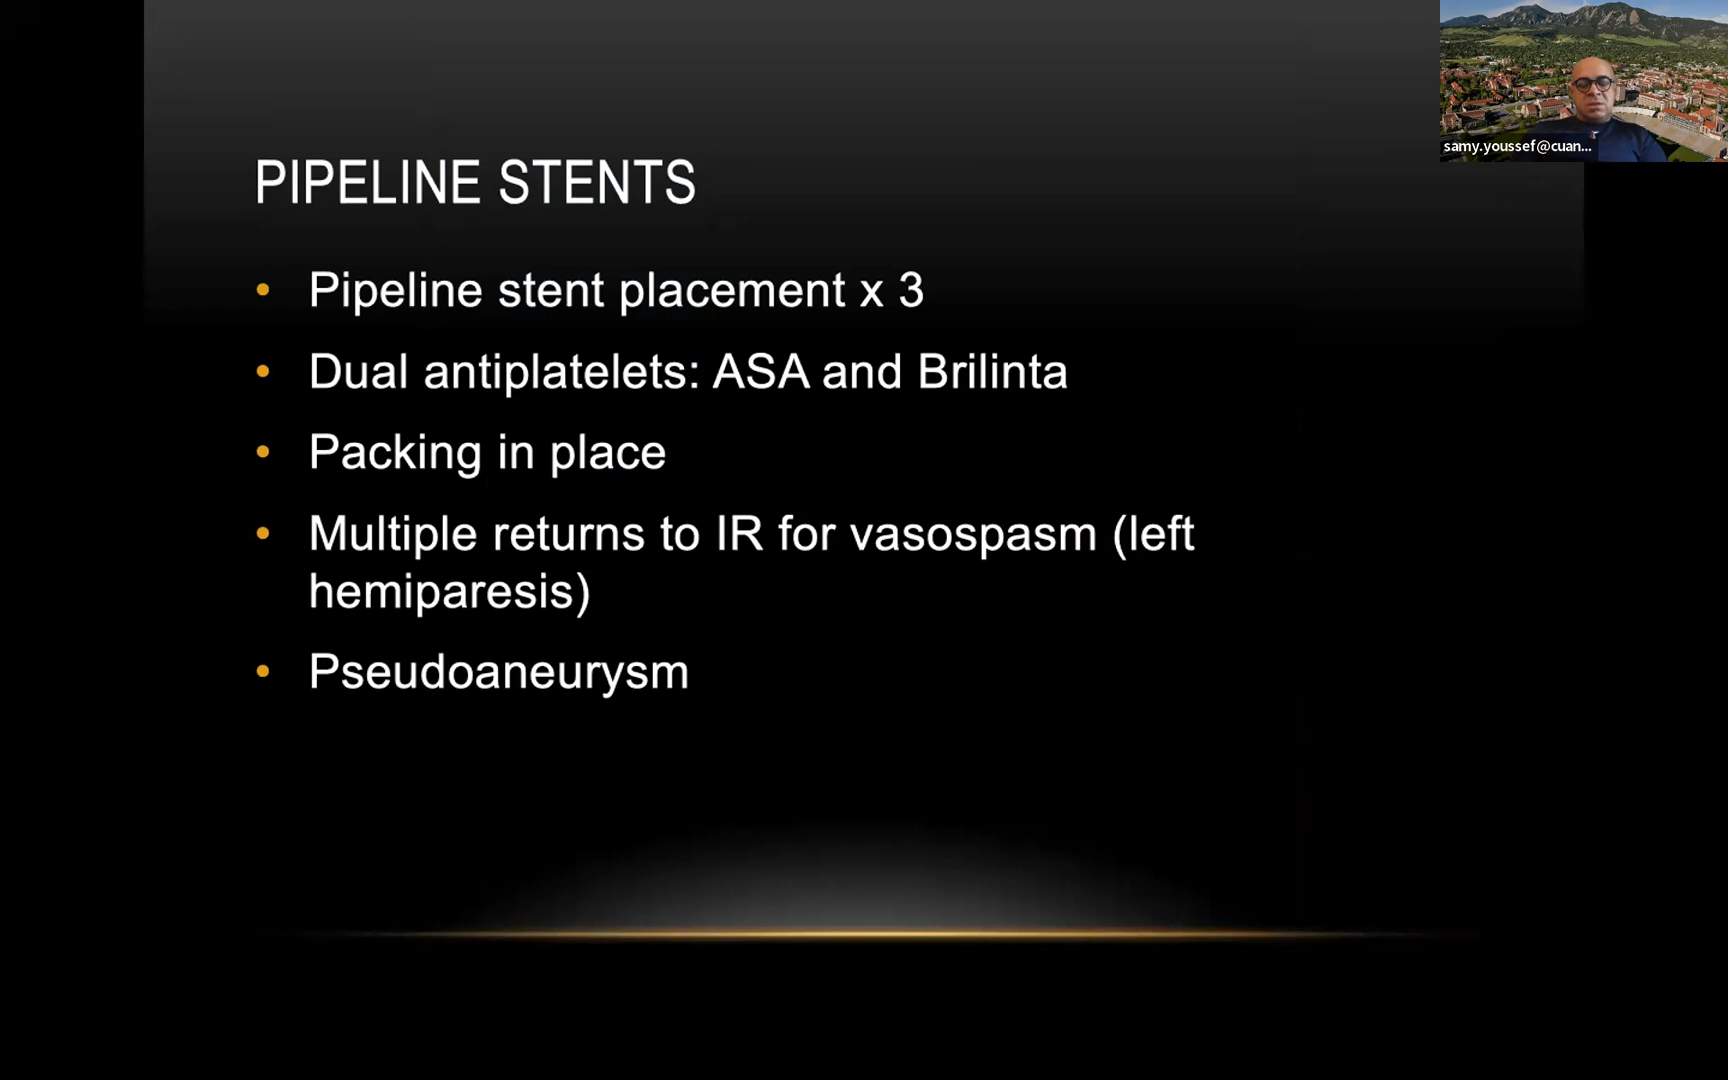 samy.youssef@cuan...
PIPELINE STENTS
• Pipeline stent placement x 3
• Dual antiplatelets: ASA and Brilinta
• Packing in place
• Multiple returns to IR for vasospasm (left
hemiparesis)
• Pseudoaneurysm